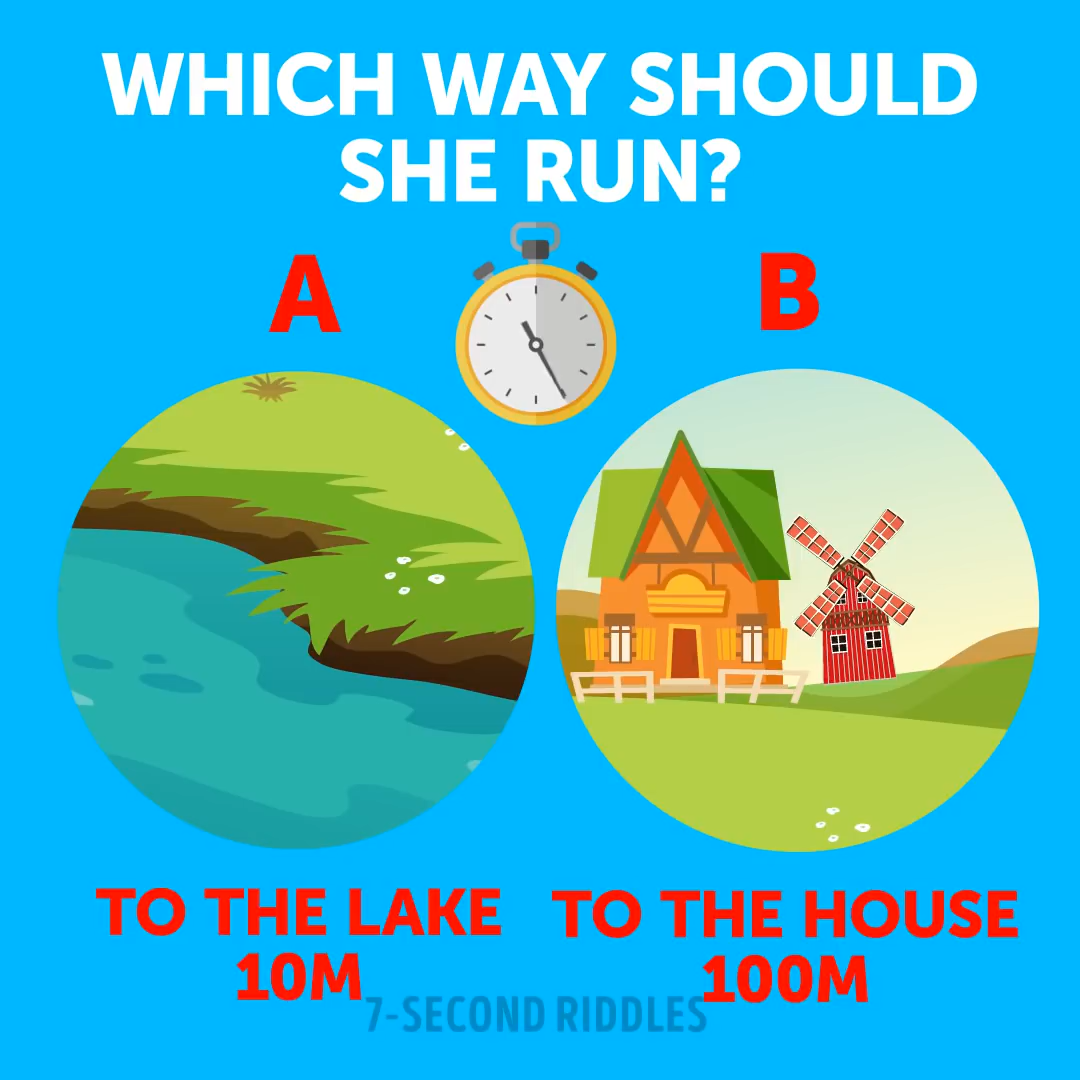 WHICH WAY SHOULD
SHE RUN?
A
B
TO THE LAKE
10M
TO THE HOUSE
100M
7-SECOND RIDDLES